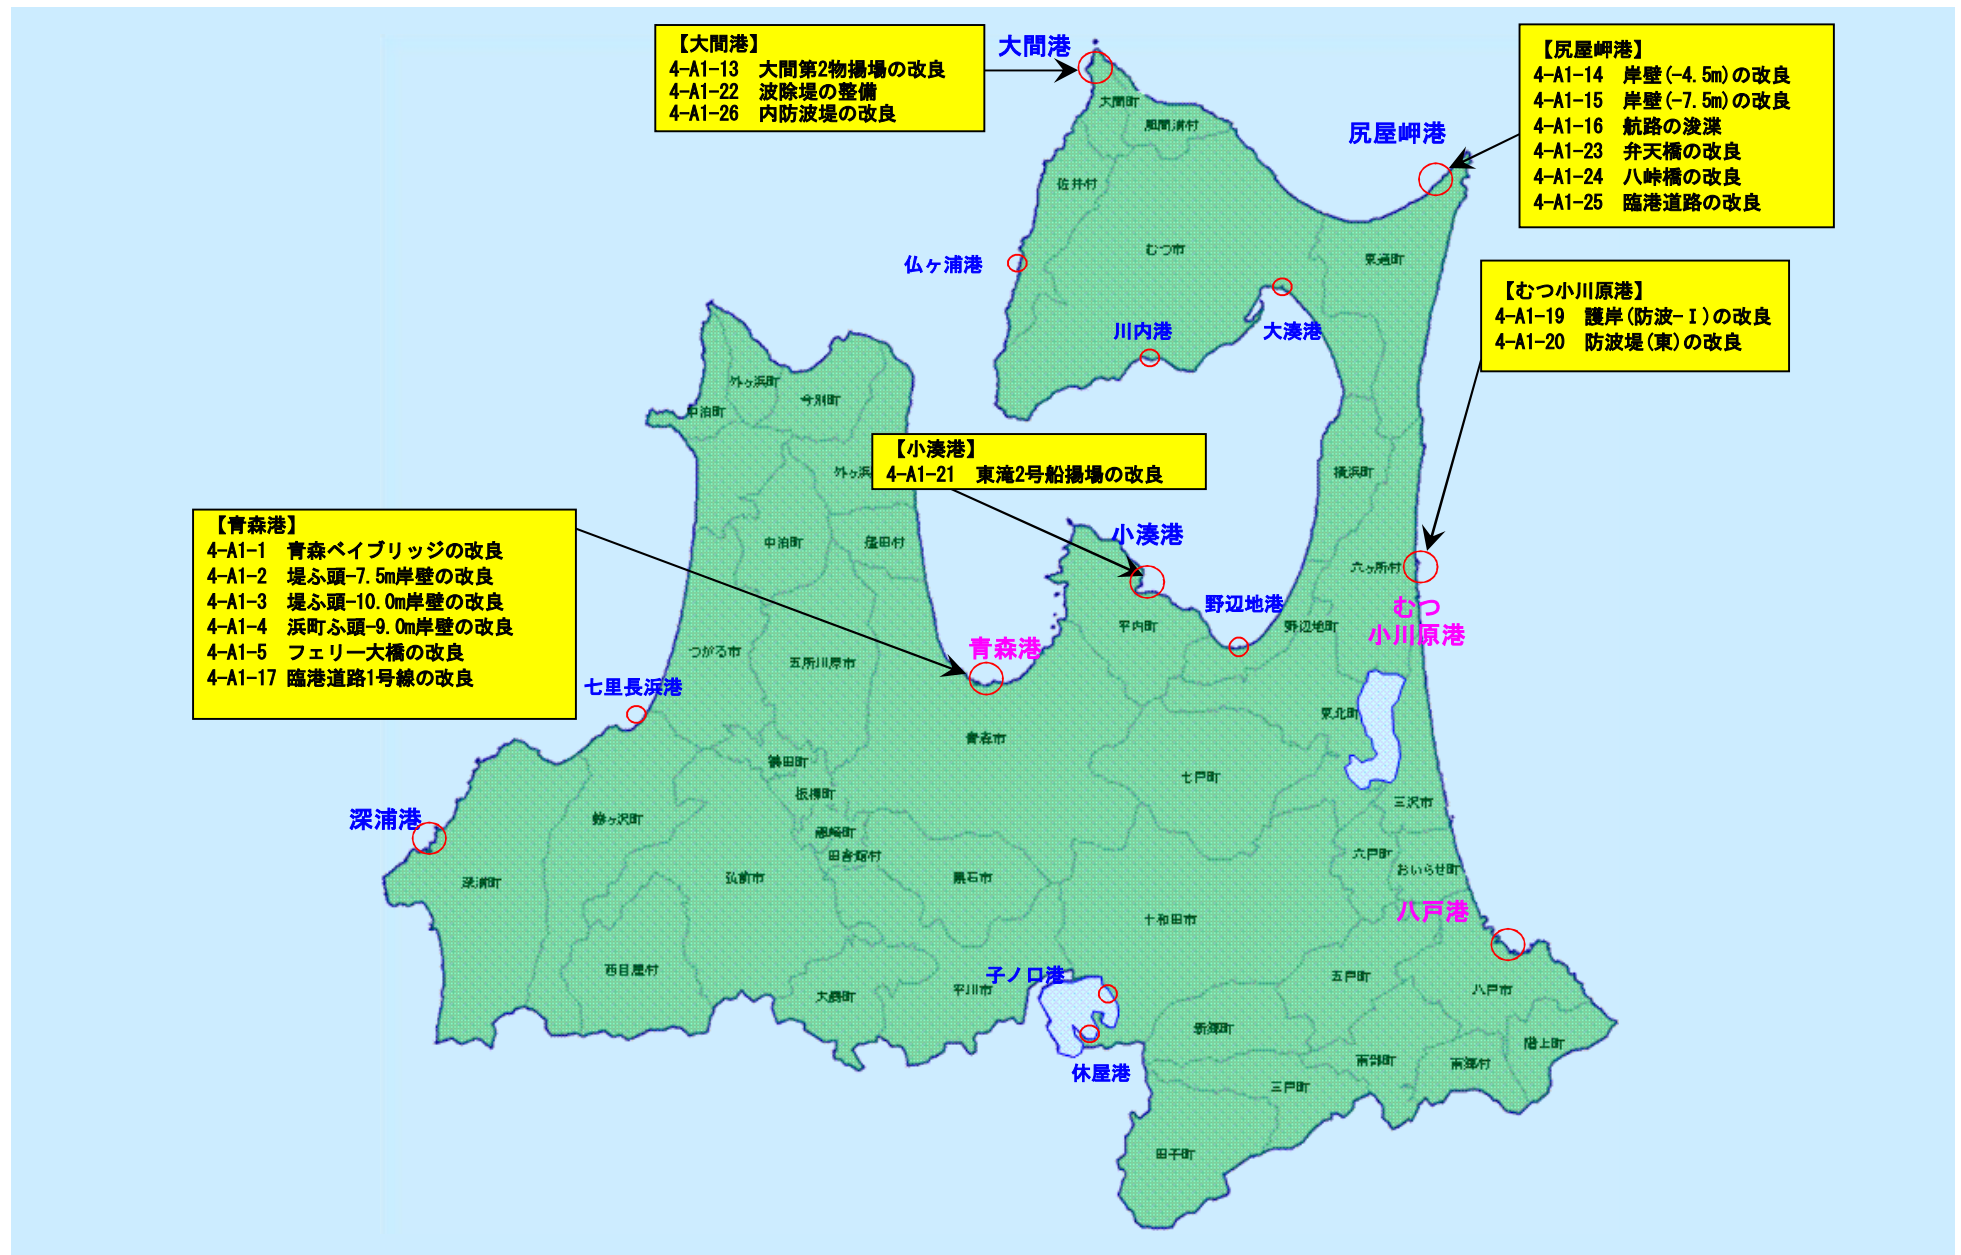 【大間港】
4-A1-13 大間第2物揚場の改良
4-A1-22 波除堤の整備
4-A1-26 内防波堤の改良
大間港
【尻屋岬港】
4-A1-14 岸壁(-4.5m)の改良
4-A1-15 岸壁(-7.5m)の改良
4-A1-16 航路の浚渫
4-A1-23 弁天橋の改良
4-A1-24 八峠橋の改良
4-A1-25 臨港道路の改良
尻屋岬港
大間町
風間浦村
佐井村
むつ市
東通町
仏ヶ浦港
川内港
大湊港
【むつ小川原港】
4-A1-19 護岸(防波-Ⅰ)の改良
4-A1-20 防波堤(東)の改良
外ヶ浜町
中泊町
今別町
外ヶ浜
【小湊港】
4-A1-21 東滝2号船揚場の改良
横浜町
【青森港】
4-A1-1 青森ベイブリッジの改良
4-A1-2 堤ふ頭-7.5m岸壁の改良
4-A1-3 堤ふ頭-10.0m岸壁の改良
4-A1-4 浜町ふ頭-9.0m岸壁の改良
4-A1-5 フェリー大橋の改良
4-A1-17 臨港道路1号線の改良
中泊町
蓬田村
小湊港
六ヶ所村
野辺地港
むつ
小川原港
平内町
野辺地町
青森港
つがる市
五所川原市
七里長浜港
東北町
青森市
鶴田町
七戸町
板柳町
三沢市
深浦港
鰺ヶ沢町
藤崎町
田舎館村
六戸町
おいらせ町
深浦町
弘前市
黒石市
八戸港
十和田市
西目屋村
子ノ口港
五戸町
大鰐町
平川市
八戸市
新郷町
階上町
休屋港
南部町
南郷村
三戸町
田子町